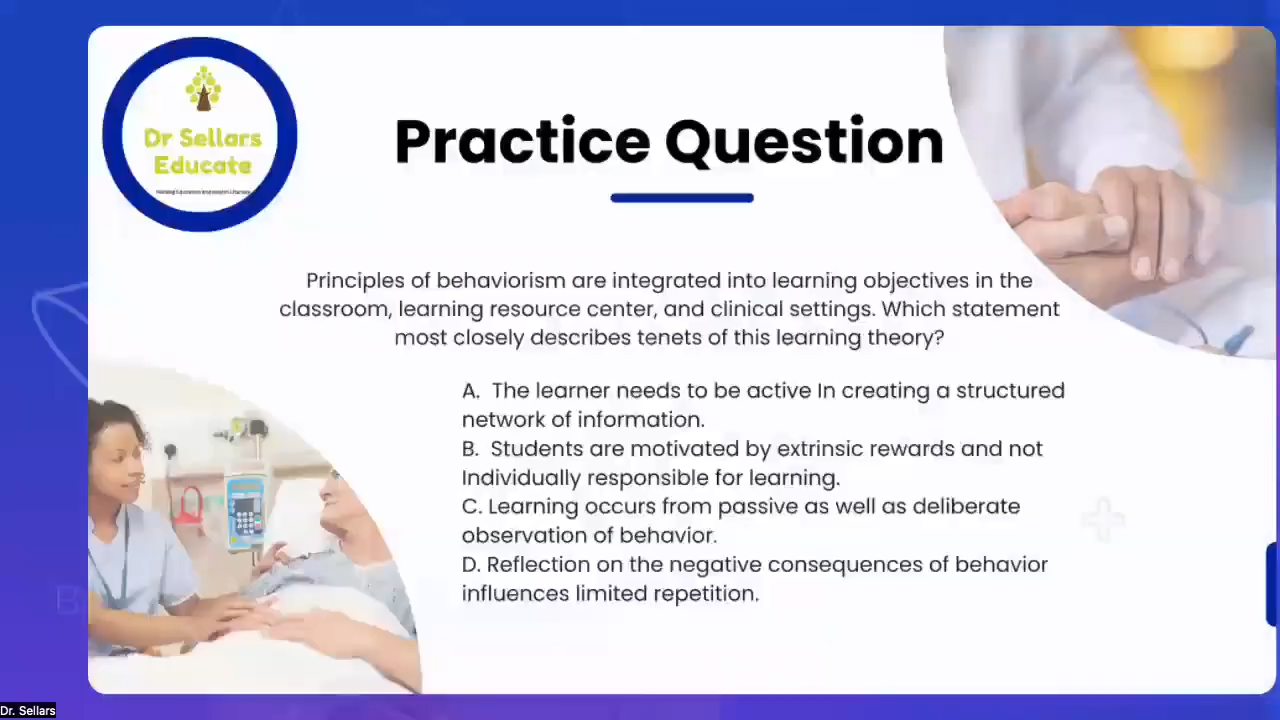 Dr Sellars
Educate
Practice Question
Principles of behaviorism are integrated into learning objectives in the
classroom, learning resource center, and clinical settings. Which statement
most closely describes tenets of this learning theory?
A. The learner needs to be active In creating a structured
network of information.
B. Students are motivated by extrinsic rewards and not
Individually responsible for learning.
C. Learning occurs from passive as well as deliberate
observation of behavior.
D. Reflection on the negative consequences of behavior
influences limited repetition.
Dr. Sellars